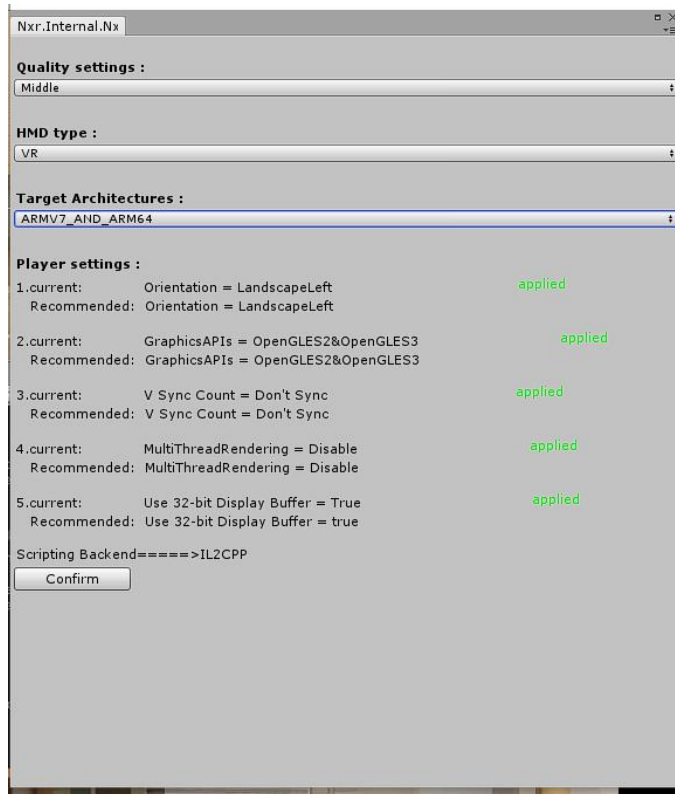 Nxr.Internal.Nx
Quality settings :
Middle
HMD type :
VR
Target Architectures :
ARMV7_AND_ARM64
Player settings :
1.current: Orientation = LandscapeLeft applied
Recommended: Orientation = LandscapeLeft
2.current: GraphicsAPIs = OpenGLES2&OpenGLES3 applied
Recommended: GraphicsAPIs = OpenGLES2&OpenGLES3
3.current: V Sync Count = Don't Sync applied
Recommended: V Sync Count = Don't Sync
4.current: MultiThreadRendering = Disable applied
Recommended: MultiThreadRendering = Disable
5.current: Use 32-bit Display Buffer = True applied
Recommended: Use 32-bit Display Buffer = true
Scripting Backend=====>IL2CPP
Confirm